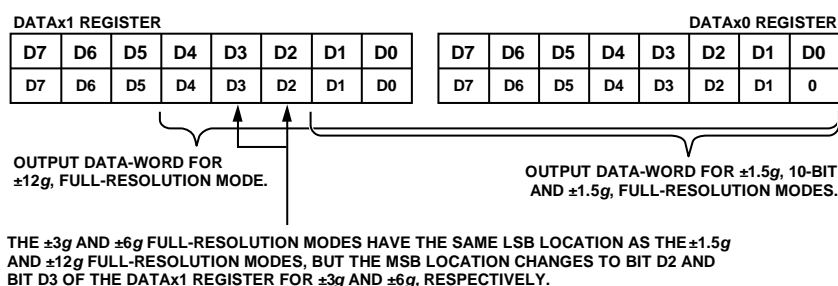 DATAx1 REGISTER
DATAx0 REGISTER
D7 D6 D5 D4 D3 D2 D1 D0
D7 D6 D5 D4 D3 D2 D1 D0
D7 D6 D5 D4 D3 D2 D1 D0
D7 D6 D5 D4 D3 D2 D1 0
OUTPUT DATA-WORD FOR
±12g, FULL-RESOLUTION MODE.
OUTPUT DATA-WORD FOR ±1.5g, 10-BIT
AND ±1.5g, FULL-RESOLUTION MODES.
THE ±3g AND ±6g FULL-RESOLUTION MODES HAVE THE SAME LSB LOCATION AS THE ±1.5g
AND ±12g FULL-RESOLUTION MODES, BUT THE MSB LOCATION CHANGES TO BIT D2 AND
BIT D3 OF THE DATAx1 REGISTER FOR ±3g AND ±6g, RESPECTIVELY.